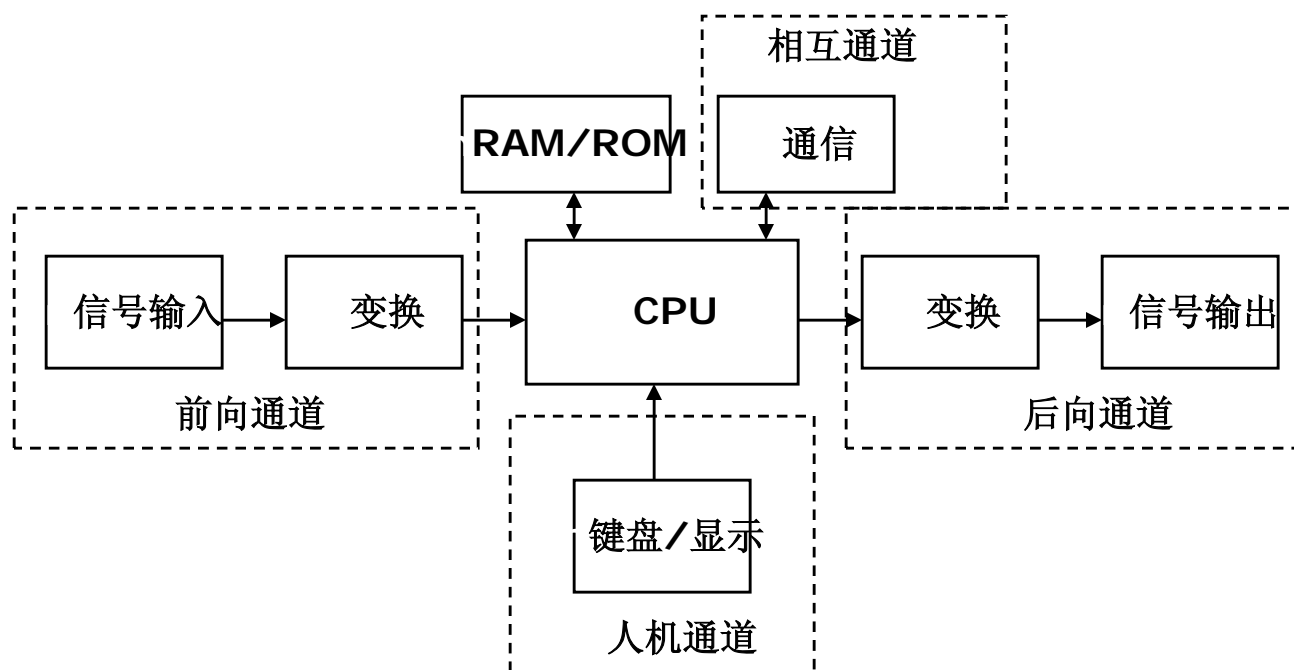 相互通道
RAM/ROM
通信
信号输入
变换
CPU
变换
信号输出
前向通道
后向通道
键盘/显示
人机通道